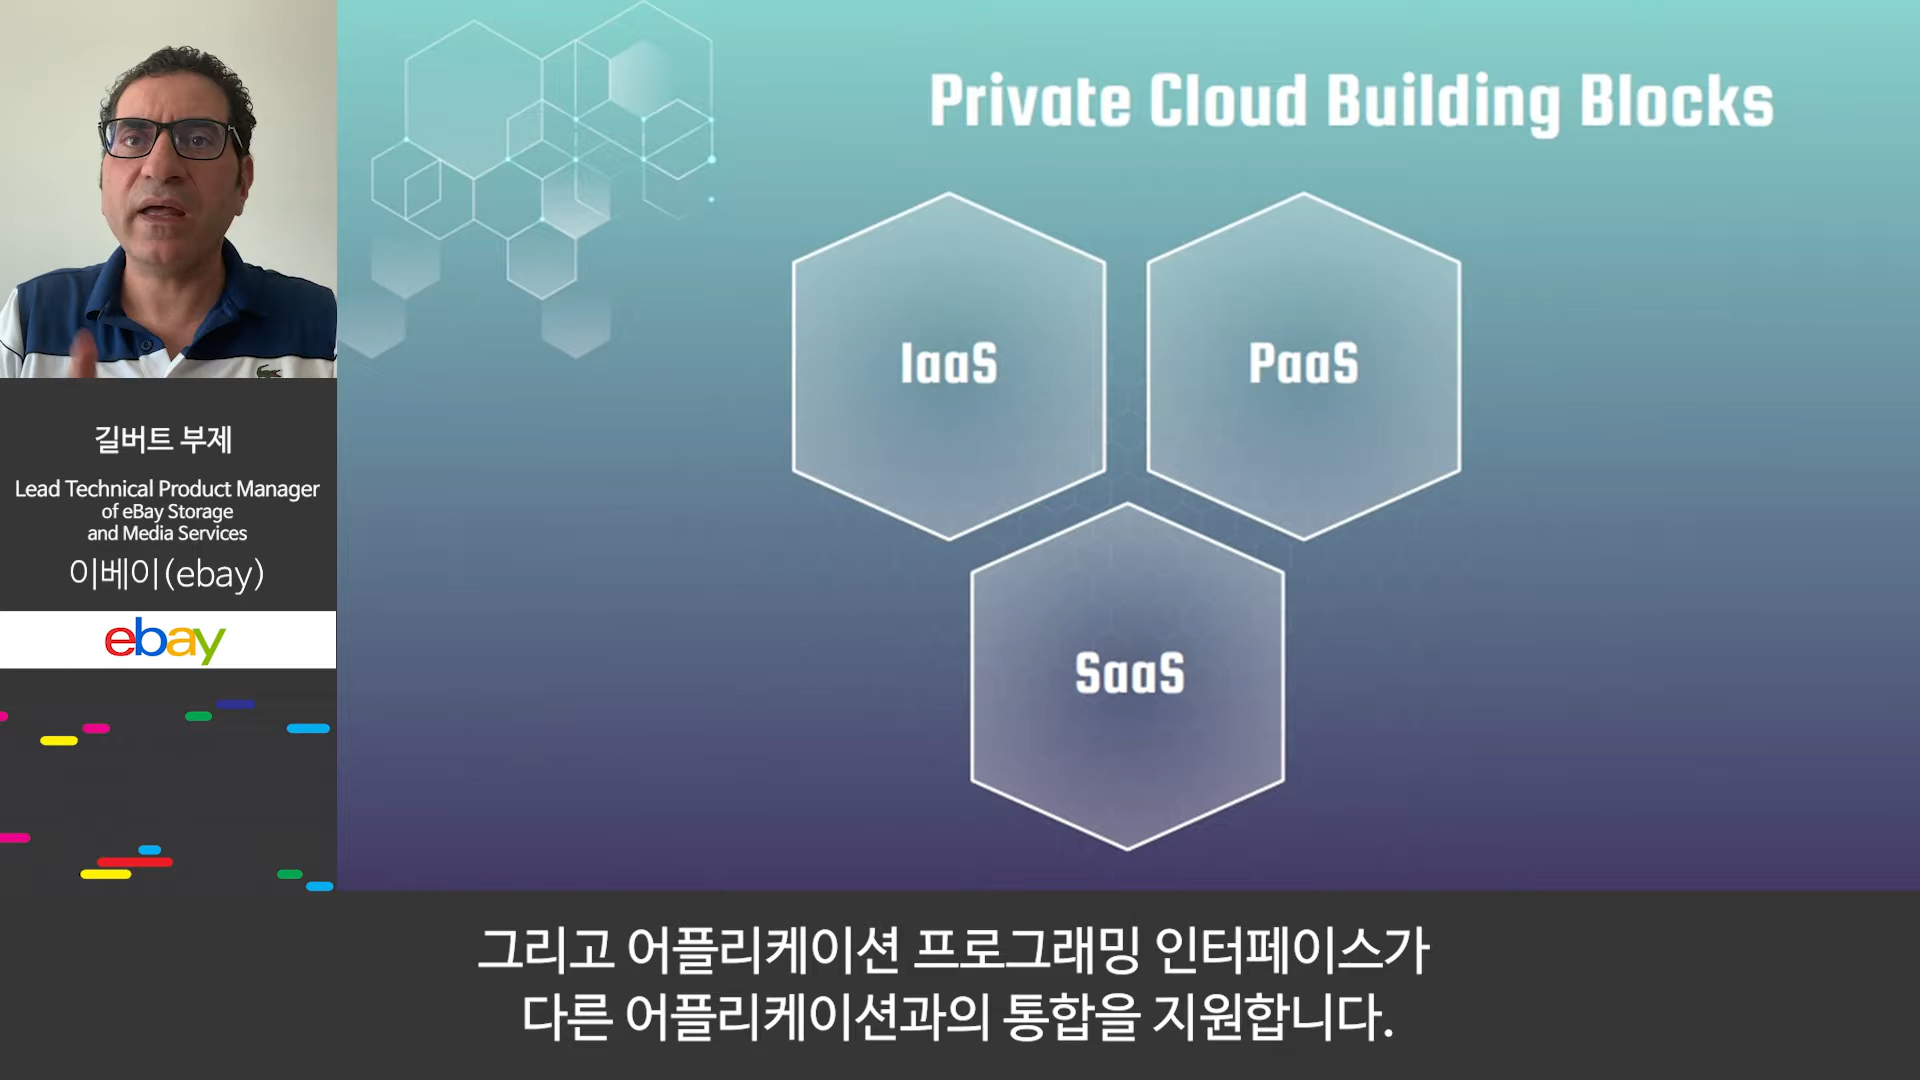 Private Cloud Building Blocks
IaaS
PaaS
SaaS
길버트 부제
Lead Technical Product Manager
of eBay Storage
and Media Services
이베이(ebay)
ebay
그리고 어플리케이션 프로그래밍 인터페이스가
다른 어플리케이션과의 통합을 지원합니다.